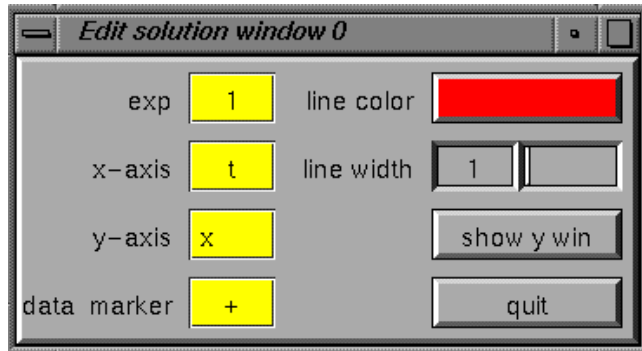 Edit solution window 0
exp 1 line color
x-axis t line width 1
y-axis x show y win
data marker + quit